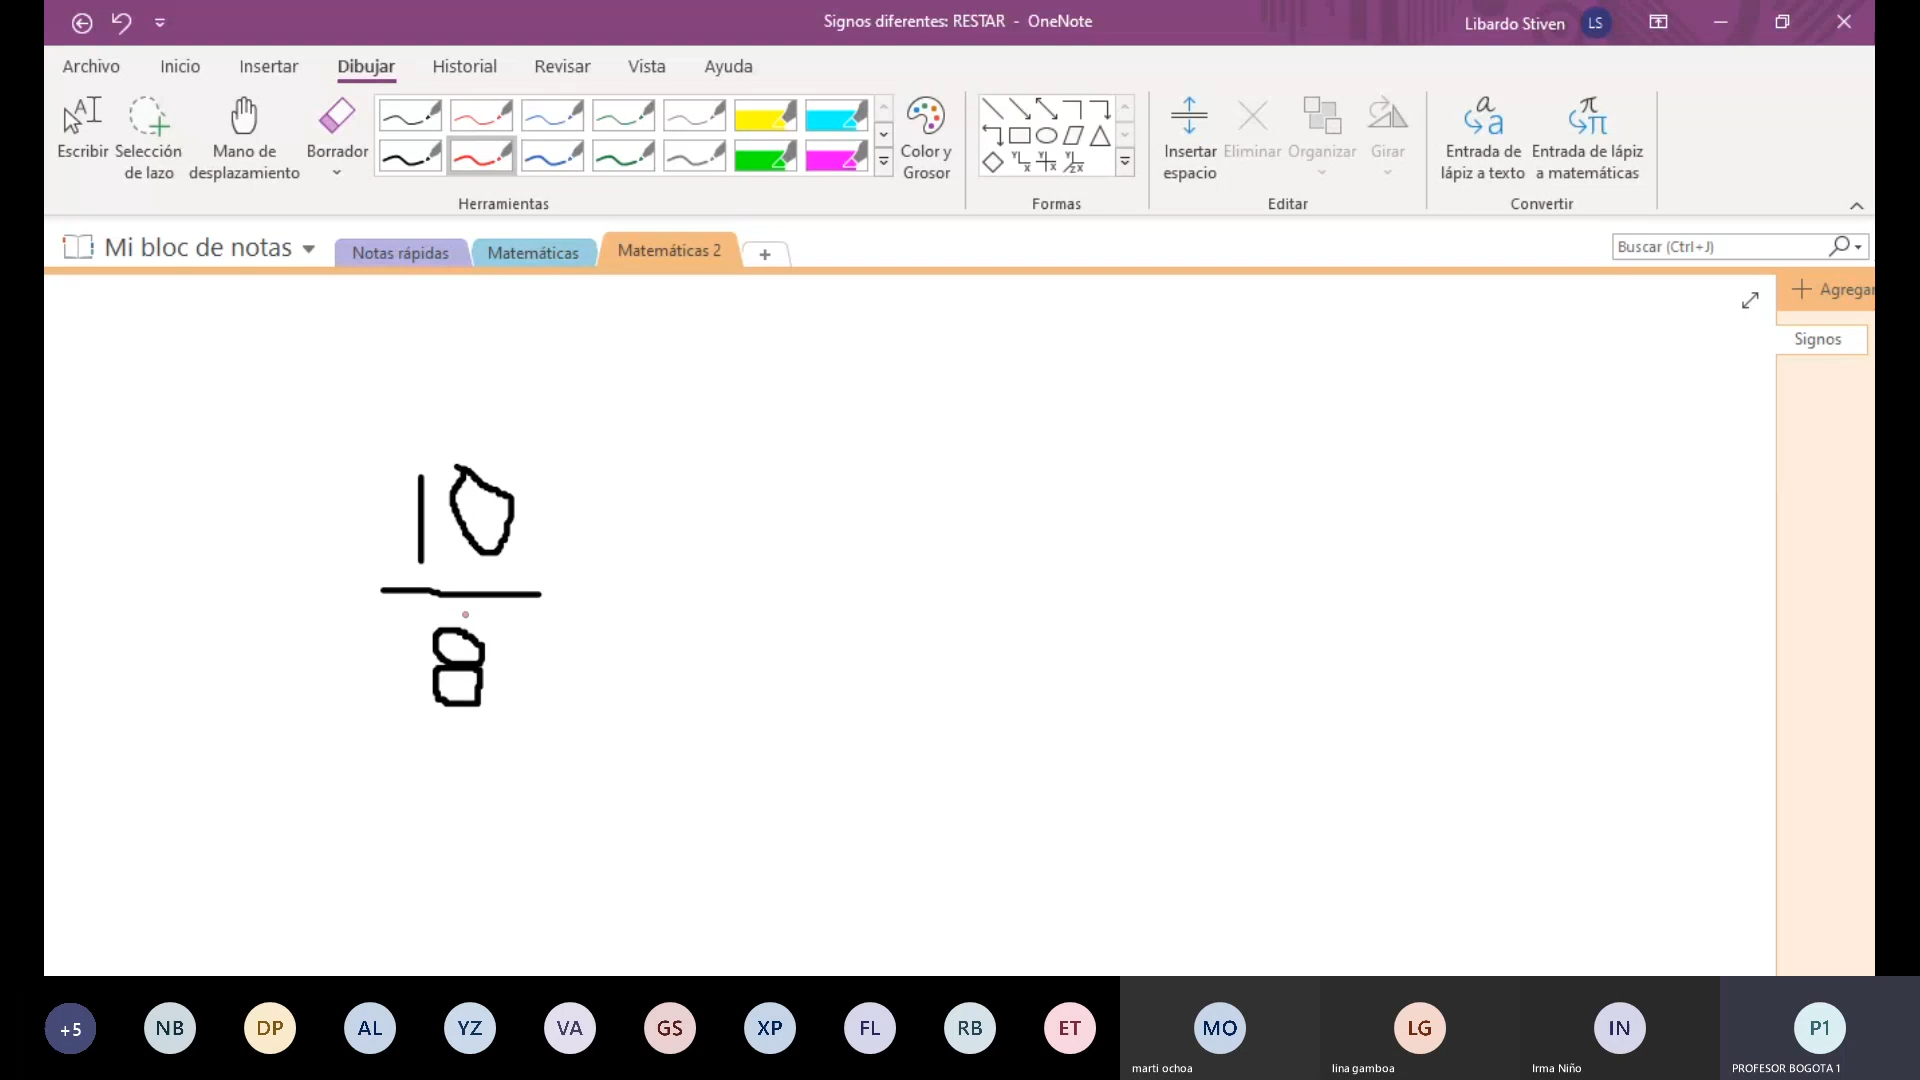 Signos diferentes: RESTAR - OneNote
Libardo Stiven LS
Archivo Inicio Insertar Dibujar Historial Revisar Vista Ayuda
Escribir
Selección de lazo
Mano de desplazamiento
Borrador
Color y Grosor
Insertar espacio
Eliminar
Organizar
Girar
Entrada de lápiz a texto
Entrada de lápiz a matemáticas
Herramientas Formas Editar Convertir
Mi bloc de notas Notas rápidas Matemáticas Matemáticas 2 +
Buscar (Ctrl+J)
Agregar
Signos
10
8
+5 NB DP AL YZ VA GS XP FL RB ET MO LG IN P1
marti ochoa lina gamboa Irma Niño PROFESOR BOGOTA 1